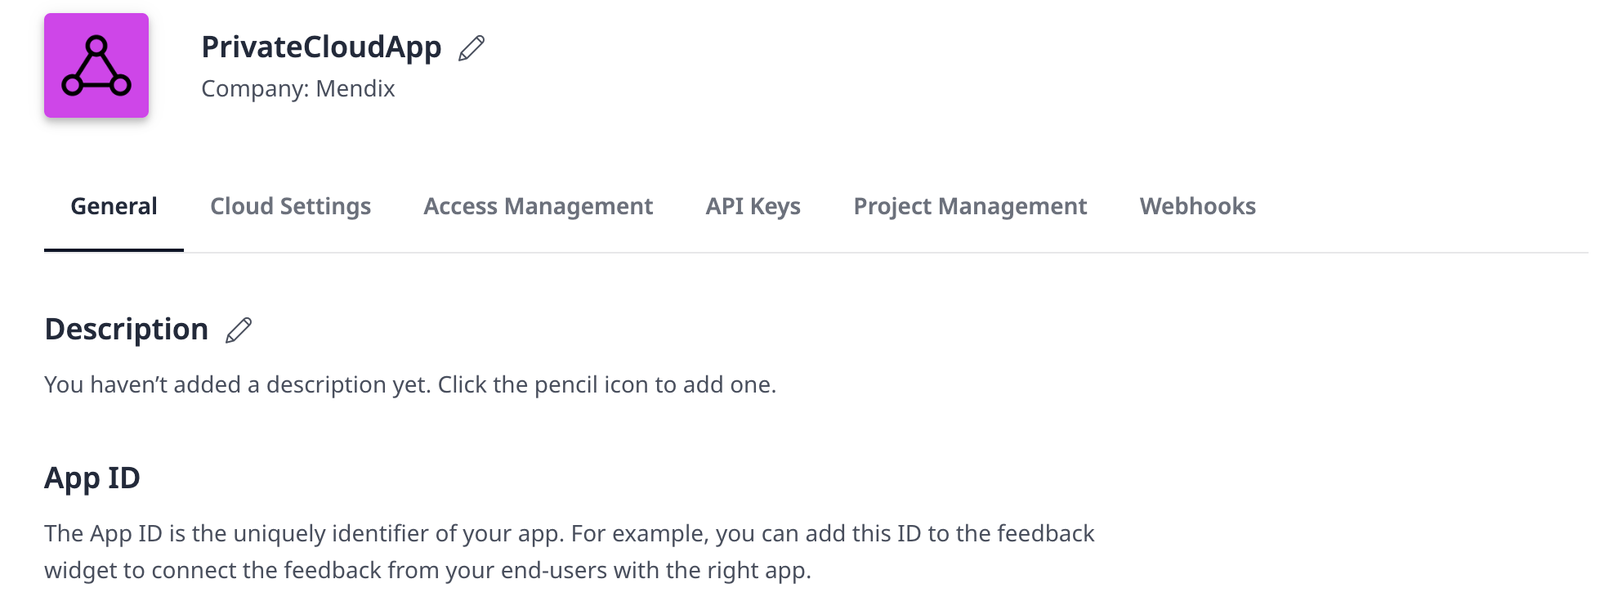 PrivateCloudApp
Company: Mendix
General Cloud Settings Access Management API Keys Project Management Webhooks
Description
You haven’t added a description yet. Click the pencil icon to add one.
App ID
The App ID is the uniquely identifier of your app. For example, you can add this ID to the feedback
widget to connect the feedback from your end-users with the right app.